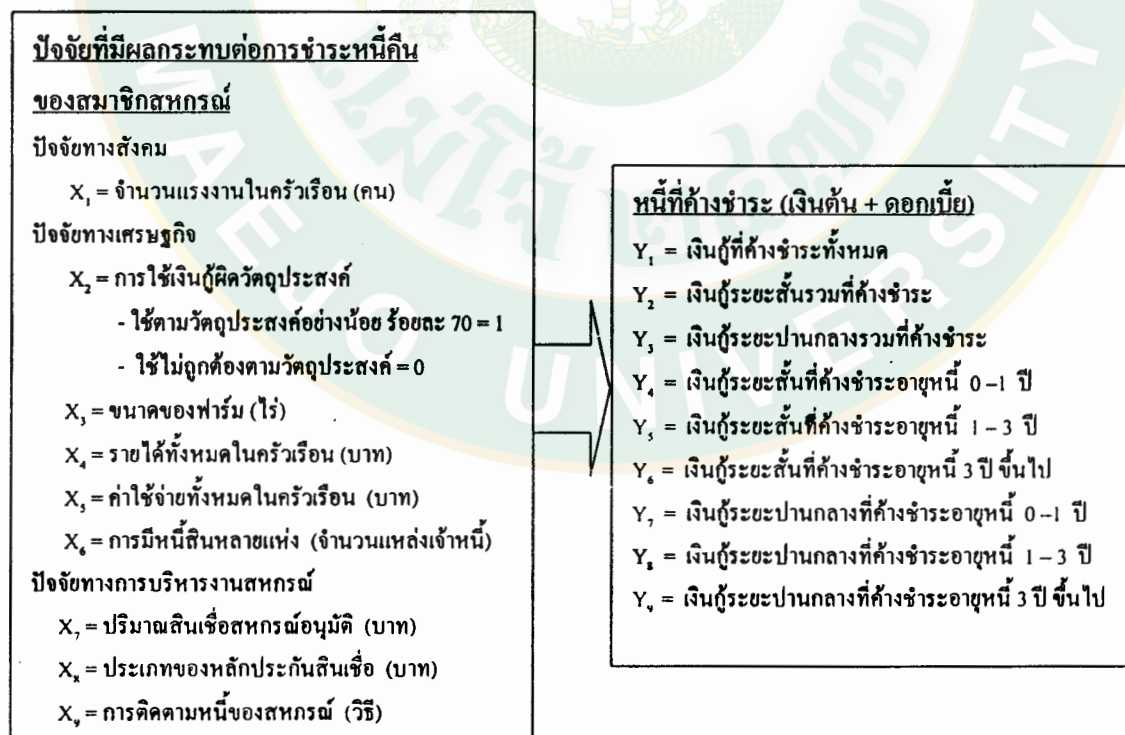 ปัจจัยที่มีผลกระทบต่อการชำระหนี้คืน
ของสมาชิกสหกรณ์
ปัจจัยทางสังคม
X₁ = จำนวนแรงงานในครัวเรือน (คน)
ปัจจัยทางเศรษฐกิจ
X₂ = การใช้เงินกู้ผิดวัตถุประสงค์
- ใช้ตามวัตถุประสงค์อย่างน้อย ร้อยละ 70 = 1
- ใช้ไม่ถูกต้องตามวัตถุประสงค์ = 0
X₃ = ขนาดของฟาร์ม (ไร่)
X₄ = รายได้ทั้งหมดในครัวเรือน (บาท)
X₅ = ค่าใช้จ่ายทั้งหมดในครัวเรือน (บาท)
X₆ = การมีหนี้สินหลายแห่ง (จำนวนแหล่งเจ้าหนี้)
ปัจจัยทางการบริหารงานสหกรณ์
X₇ = ปริมาณสินเชื่อสหกรณ์อนุมัติ (บาท)
X₈ = ประเภทของหลักประกันสินเชื่อ (บาท)
X₉ = การติดตามหนี้ของสหกรณ์ (วิธี)
หนี้ที่ค้างชำระ (เงินต้น + ดอกเบี้ย)
Y₁ = เงินกู้ที่ค้างชำระทั้งหมด
Y₂ = เงินกู้ระยะสั้นรวมที่ค้างชำระ
Y₃ = เงินกู้ระยะปานกลางรวมที่ค้างชำระ
Y₄ = เงินกู้ระยะสั้นที่ค้างชำระอายุหนี้ 0 – 1 ปี
Y₅ = เงินกู้ระยะสั้นที่ค้างชำระอายุหนี้ 1 – 3 ปี
Y₆ = เงินกู้ระยะสั้นที่ค้างชำระอายุหนี้ 3 ปี ขึ้นไป
Y₇ = เงินกู้ระยะปานกลางที่ค้างชำระอายุหนี้ 0 – 1 ปี
Y₈ = เงินกู้ระยะปานกลางที่ค้างชำระอายุหนี้ 1 – 3 ปี
Y₉ = เงินกู้ระยะปานกลางที่ค้างชำระอายุหนี้ 3 ปี ขึ้นไป
MAEJO UNIVERSITY